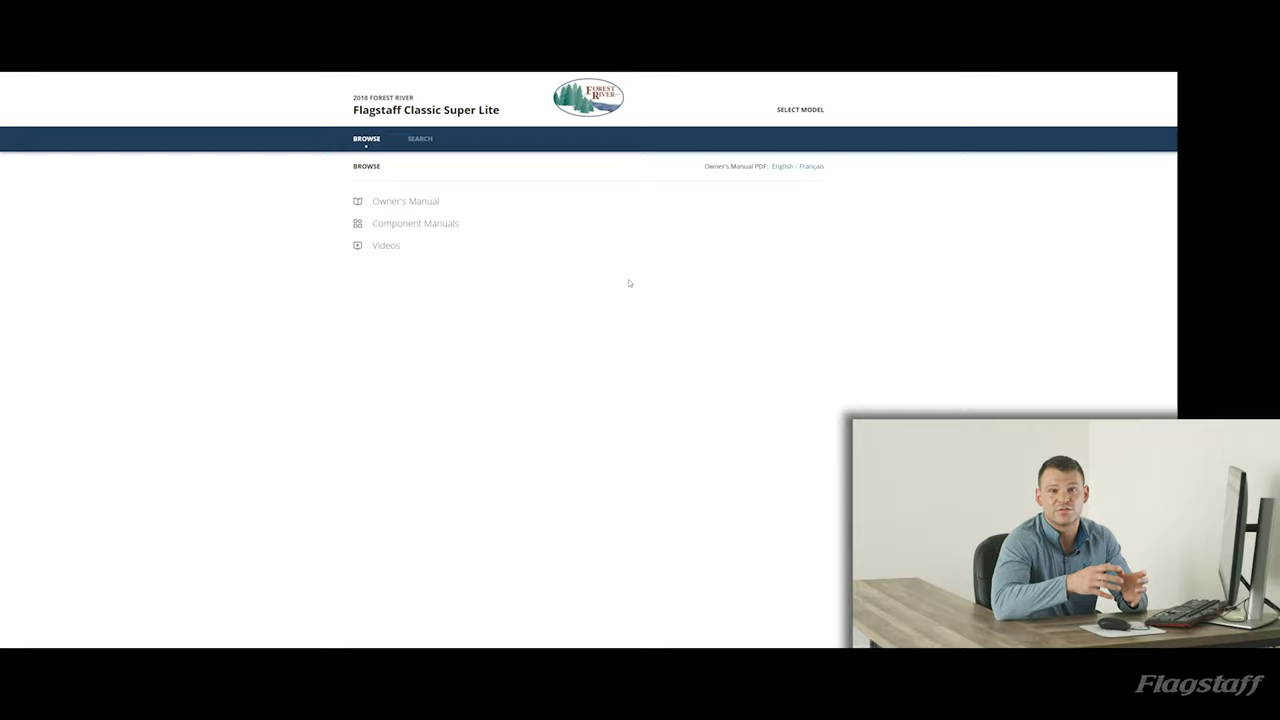 2018 FOREST RIVER
Flagstaff Classic Super Lite
FOREST RIVER
SELECT MODEL
BROWSE SEARCH
BROWSE
Owner's Manual PDF: English / Français
Owner's Manual
Component Manuals
Videos
Flagstaff